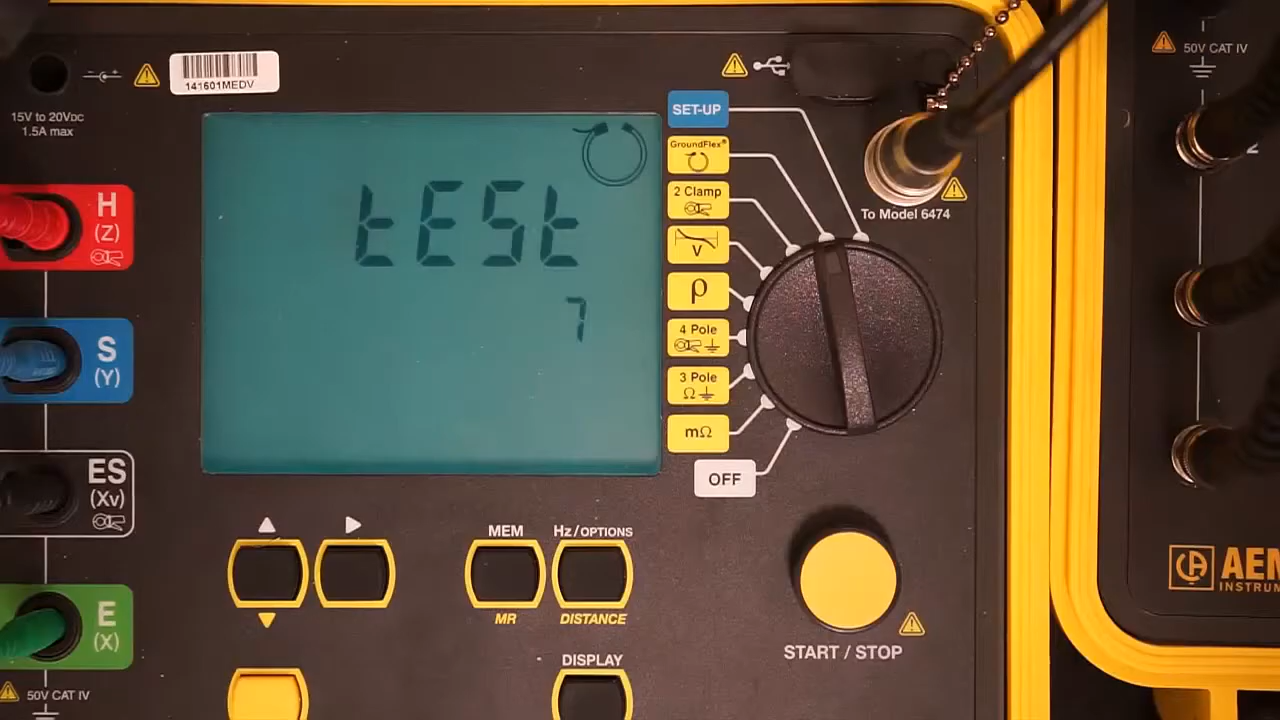 15V to 20VDC
1.5A max
141601MEDV
H
(Z)
S
(Y)
ES
(Xv)
E
(X)
50V CAT IV
tESt
7
SET-UP
GroundFlex®
2 Clamp
V
ρ
4 Pole
3 Pole
Ω
mΩ
OFF
To Model 6474
MEM
Hz/OPTIONS
MR
DISTANCE
DISPLAY
START / STOP
50V CAT IV
2
AEM
INSTRUM